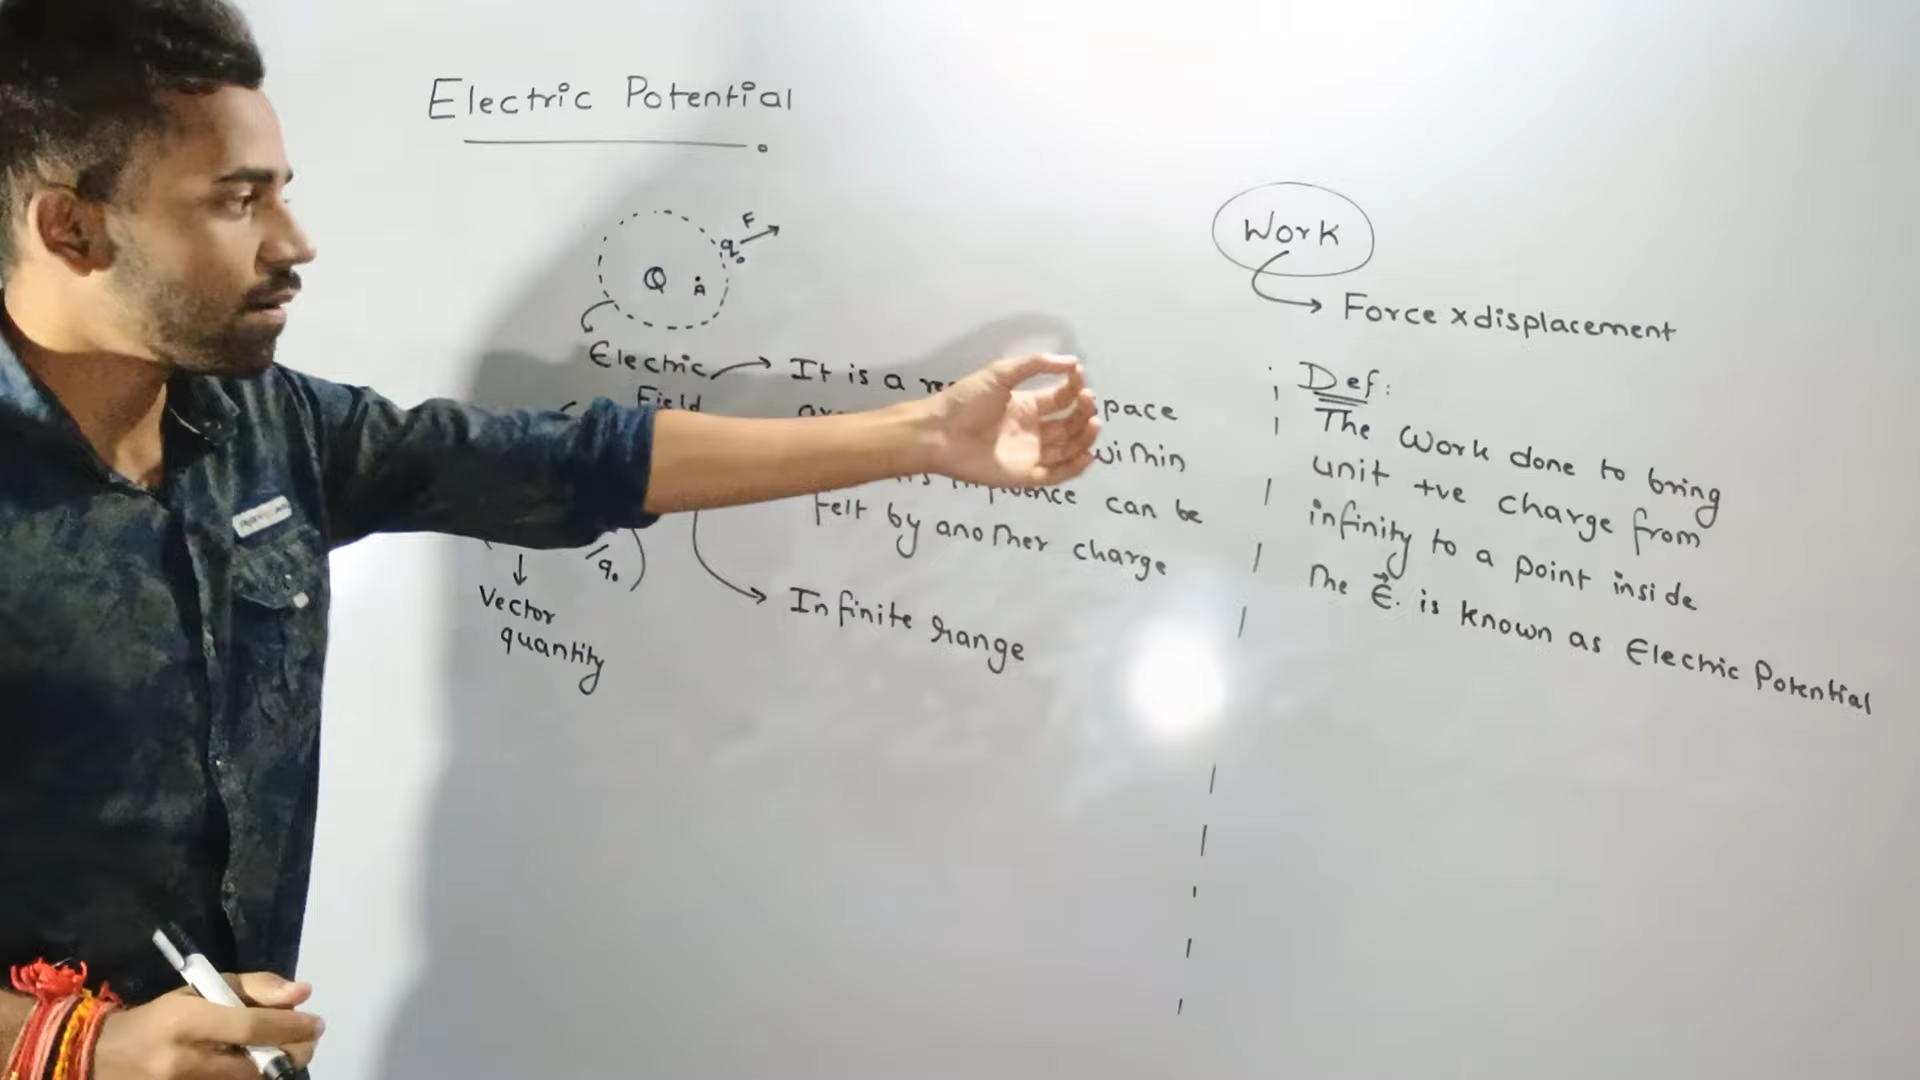 Electric Potential
F
q₀
Q A
Electric → It is a
Field
pace
within
influence can be
felt by another charge
/q₀
↓
Vector
quantity
→ Infinite range
Work
→ Force x displacement
Def:
The Work done to bring
unit +ve charge from
infinity to a point inside
The E⃗. is known as Electric Potential